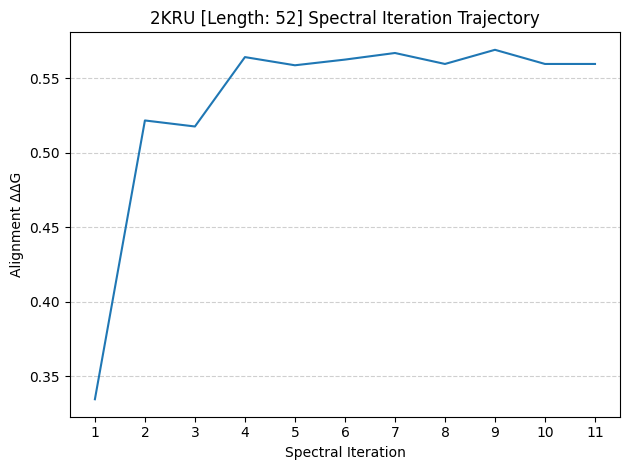 2KRU [Length: 52] Spectral Iteration Trajectory
Alignment ΔΔG
0.55
0.50
0.45
0.40
0.35
1 2 3 4 5 6 7 8 9 10 11
Spectral Iteration